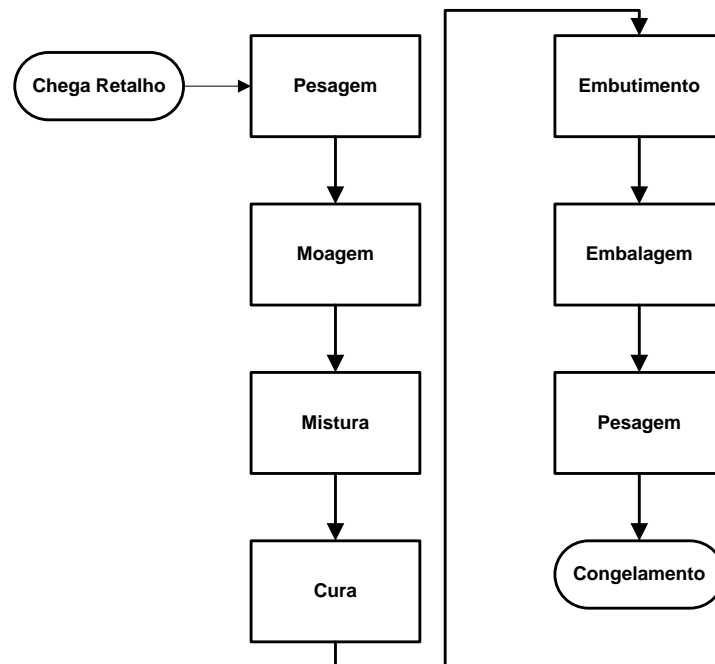 Chega Retalho
Pesagem
Moagem
Mistura
Cura
Embutimento
Embalagem
Pesagem
Congelamento